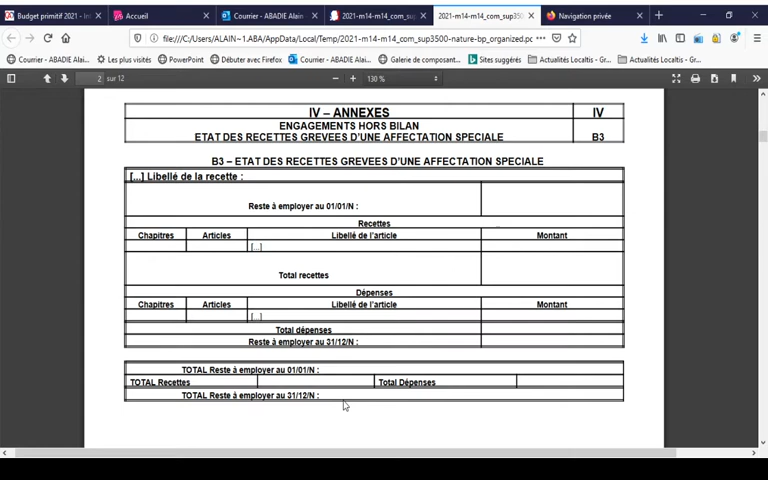 Budget primitif 2021 - In
Accueil
Courrier - ABADIE Alain
2021-m14-m14_com_sup
2021-m14-m14_com_sup3500
Navigation privée
file:///C:/Users/ALAIN~1.ABA/AppData/Local/Temp/2021-m14-m14_com_sup3500-nature-bp_organized.pc
Courrier - ABADIE Alai...
Les plus visités
PowerPoint
Débuter avec Firefox
Courrier - ABADIE Alai...
Galerie de composant...
Sites suggérés
Actualités Localtis - Gr...
Actualités Localtis - Gr...
2 sur 12
130 %
IV – ANNEXES IV
ENGAGEMENTS HORS BILAN
ETAT DES RECETTES GREVEES D'UNE AFFECTATION SPECIALE B3
B3 – ETAT DES RECETTES GREVEES D'UNE AFFECTATION SPECIALE
[...] Libellé de la recette :
Reste à employer au 01/01/N :
Recettes
Chapitres Articles Libellé de l'article Montant
[...]
Total recettes
Dépenses
Chapitres Articles Libellé de l'article Montant
[...]
Total dépenses
Reste à employer au 31/12/N :
TOTAL Reste à employer au 01/01/N :
TOTAL Recettes Total Dépenses
TOTAL Reste à employer au 31/12/N :